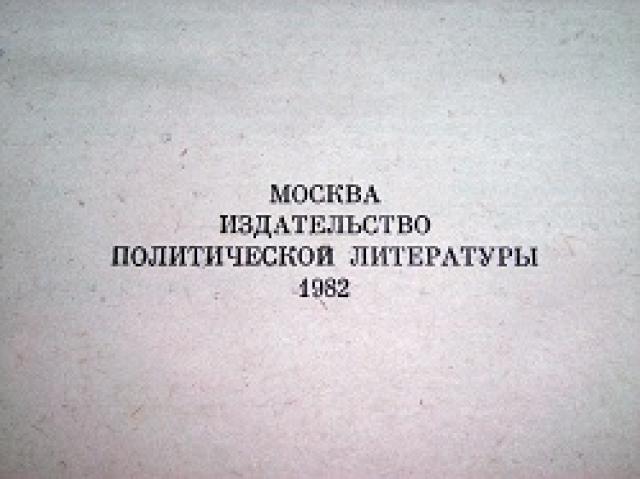 МОСКВА
ИЗДАТЕЛЬСТВО
ПОЛИТИЧЕСКОЙ ЛИТЕРАТУРЫ
1982